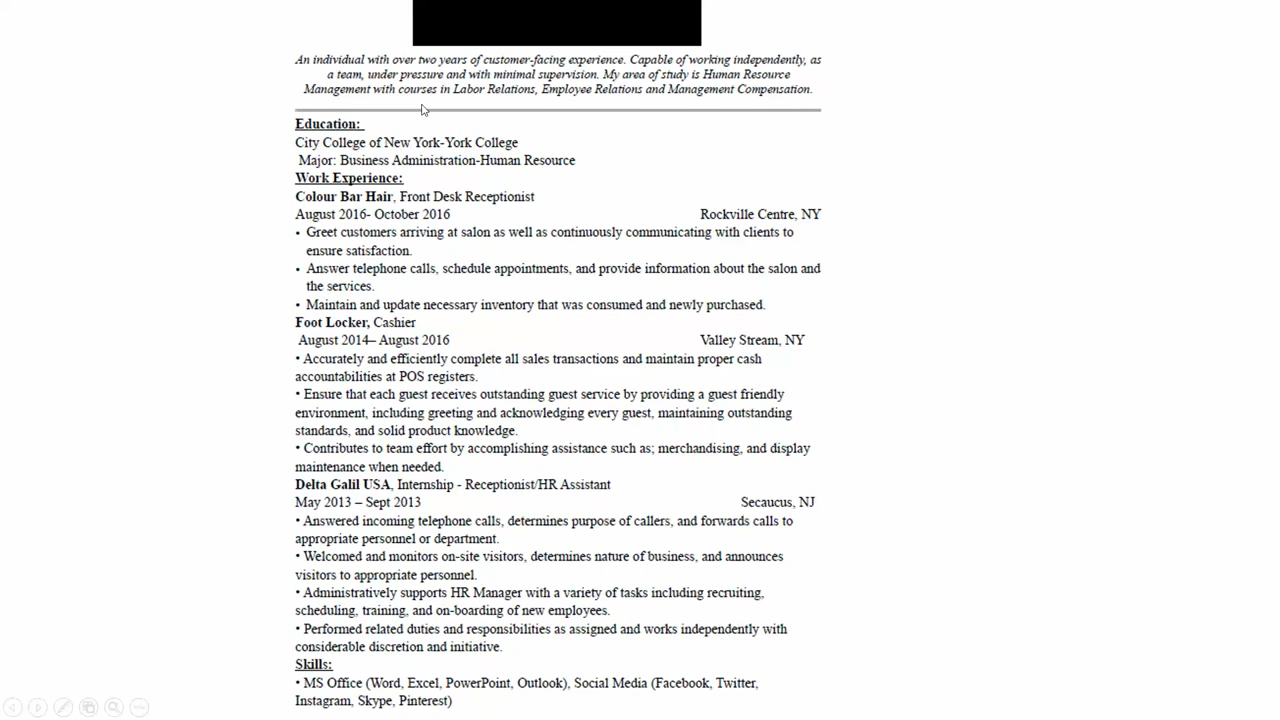 An individual with over two years of customer-facing experience. Capable of working independently, as
a team, under pressure and with minimal supervision. My area of study is Human Resource
Management with courses in Labor Relations, Employee Relations and Management Compensation.
Education:
City College of New York-York College
Major: Business Administration-Human Resource
Work Experience:
Colour Bar Hair, Front Desk Receptionist
August 2016- October 2016 Rockville Centre, NY
• Greet customers arriving at salon as well as continuously communicating with clients to
ensure satisfaction.
• Answer telephone calls, schedule appointments, and provide information about the salon and
the services.
• Maintain and update necessary inventory that was consumed and newly purchased.
Foot Locker, Cashier
August 2014– August 2016 Valley Stream, NY
• Accurately and efficiently complete all sales transactions and maintain proper cash
accountabilities at POS registers.
• Ensure that each guest receives outstanding guest service by providing a guest friendly
environment, including greeting and acknowledging every guest, maintaining outstanding
standards, and solid product knowledge.
• Contributes to team effort by accomplishing assistance such as; merchandising, and display
maintenance when needed.
Delta Galil USA, Internship - Receptionist/HR Assistant
May 2013 – Sept 2013 Secaucus, NJ
• Answered incoming telephone calls, determines purpose of callers, and forwards calls to
appropriate personnel or department.
• Welcomed and monitors on-site visitors, determines nature of business, and announces
visitors to appropriate personnel.
• Administratively supports HR Manager with a variety of tasks including recruiting,
scheduling, training, and on-boarding of new employees.
• Performed related duties and responsibilities as assigned and works independently with
considerable discretion and initiative.
Skills:
• MS Office (Word, Excel, PowerPoint, Outlook), Social Media (Facebook, Twitter,
Instagram, Skype, Pinterest)